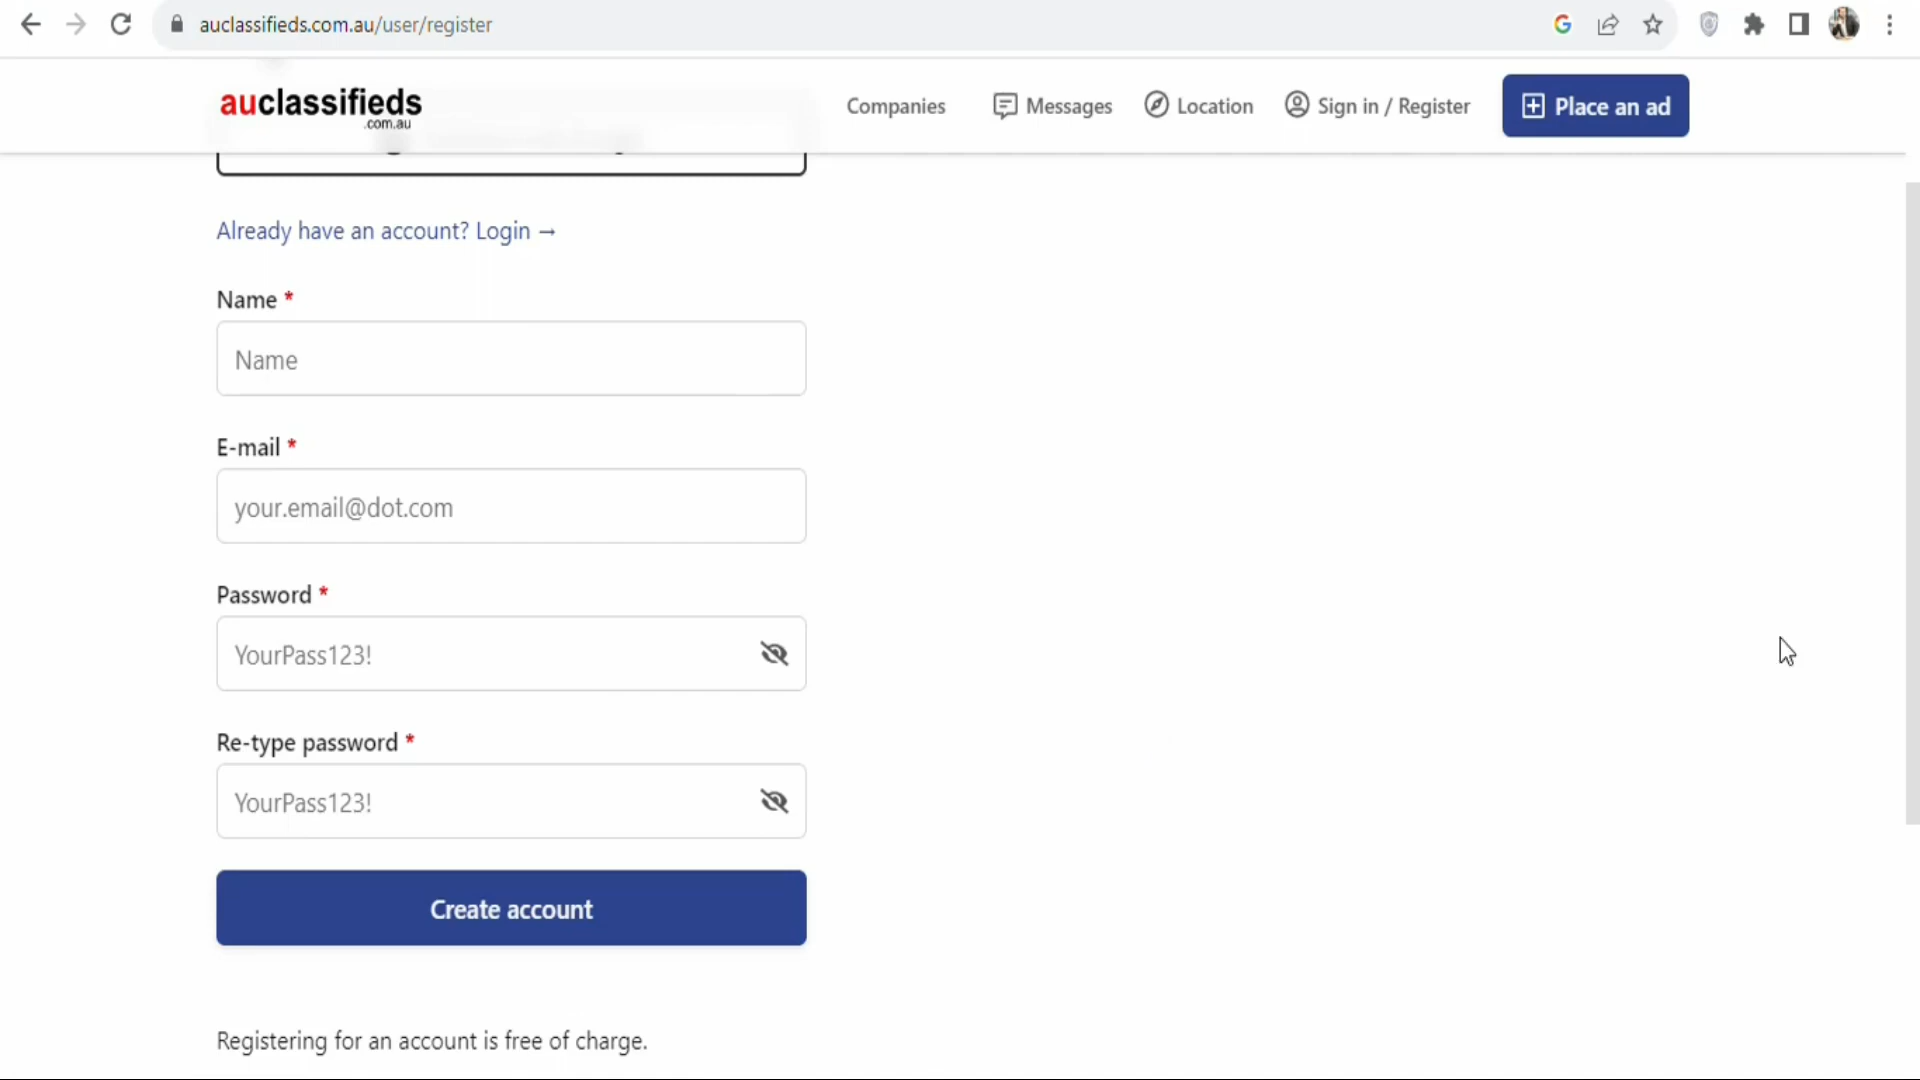 auclassifieds.com.au/user/register
auclassifieds
.com.au
Companies
Messages
Location
Sign in / Register
Place an ad
Already have an account? Login →
Name *
Name
E-mail *
your.email@dot.com
Password *
YourPass123!
Re-type password *
YourPass123!
Create account
Registering for an account is free of charge.